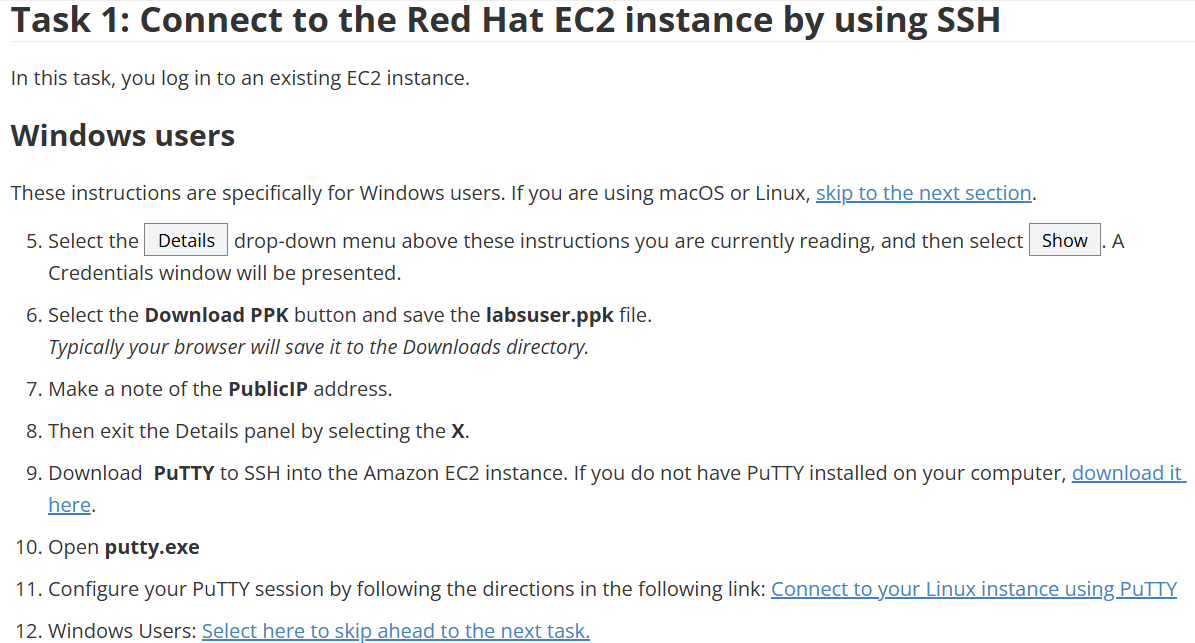 Task 1: Connect to the Red Hat EC2 instance by using SSH
In this task, you log in to an existing EC2 instance.
Windows users
These instructions are specifically for Windows users. If you are using macOS or Linux, skip to the next section.
5. Select the Details drop-down menu above these instructions you are currently reading, and then select Show . A
Credentials window will be presented.
6. Select the Download PPK button and save the labsuser.ppk file.
Typically your browser will save it to the Downloads directory.
7. Make a note of the PublicIP address.
8. Then exit the Details panel by selecting the X.
9. Download PuTTY to SSH into the Amazon EC2 instance. If you do not have PuTTY installed on your computer, download it
here.
10. Open putty.exe
11. Configure your PuTTY session by following the directions in the following link: Connect to your Linux instance using PuTTY
12. Windows Users: Select here to skip ahead to the next task.